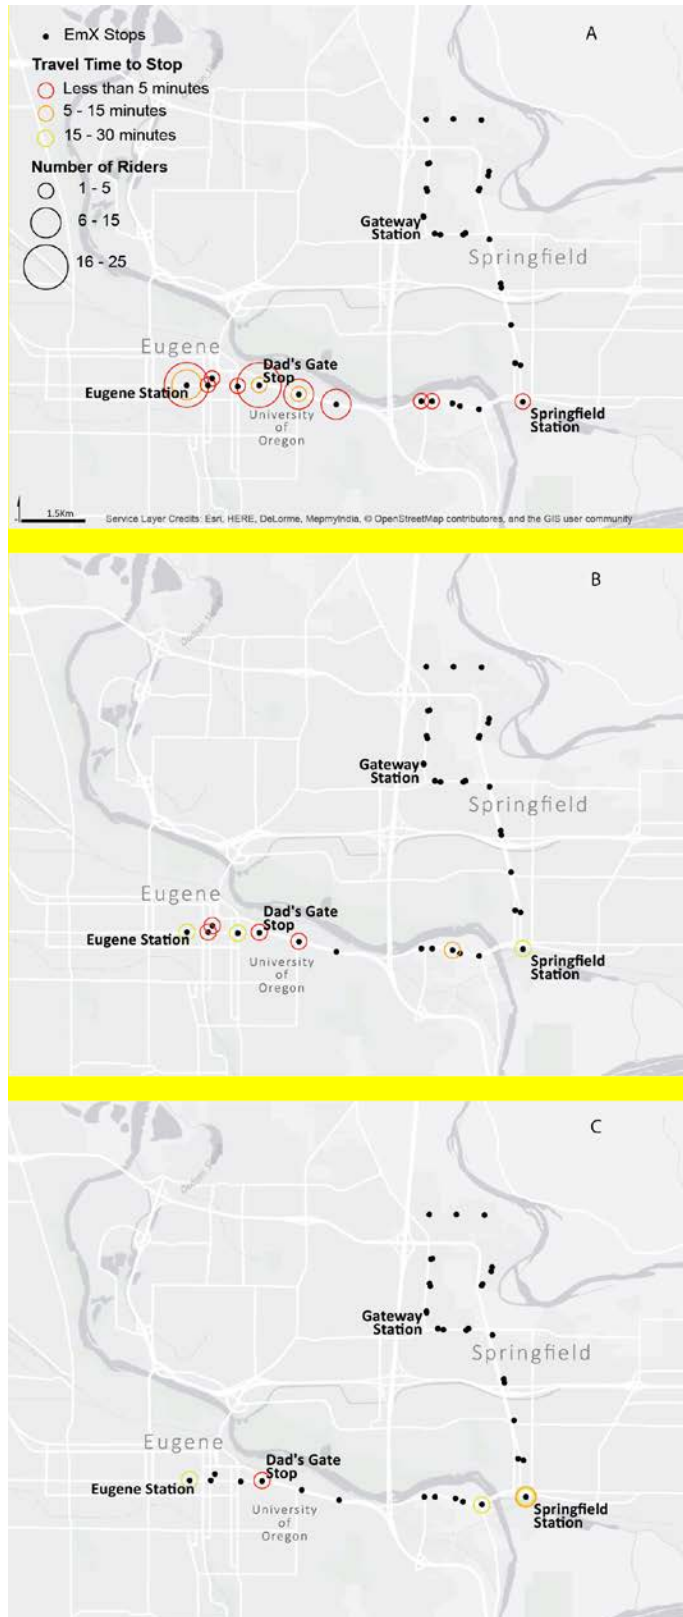 EmX Stops
A
Travel Time to Stop
Less than 5 minutes
5 - 15 minutes
15 - 30 minutes
Number of Riders
1 - 5
6 - 15
16 - 25
Gateway
Station
Springfield
Eugene
Dad's Gate
Stop
Eugene Station
University
of
Oregon
Springfield
Station
1.5Km
Service Layer Credits: Esri, HERE, DeLorme, MepmyIndia, © OpenStreetMap contributores, and the GIS user community
B
Gateway
Station
Springfield
Eugene
Dad's Gate
Stop
Eugene Station
University
of
Oregon
Springfield
Station
C
Gateway
Station
Springfield
Eugene
Dad's Gate
Stop
Eugene Station
University
of
Oregon
Springfield
Station